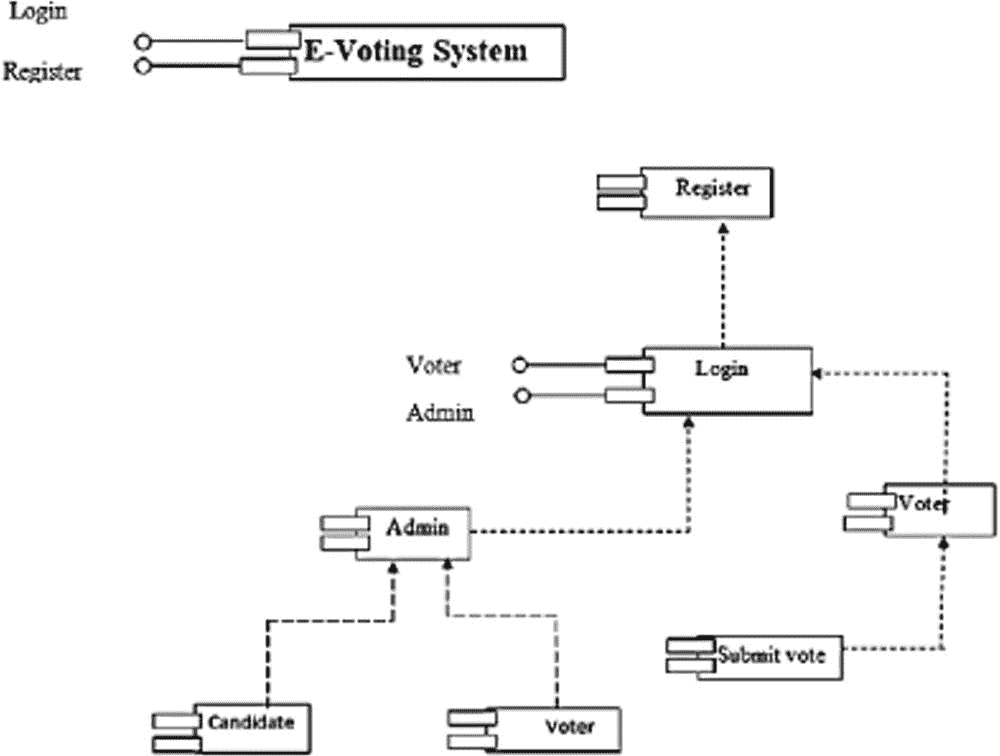 Login
E-Voting System
Register
Register
Voter
Login
Admin
Voter
Admin
Submit vote
Candidate
Voter